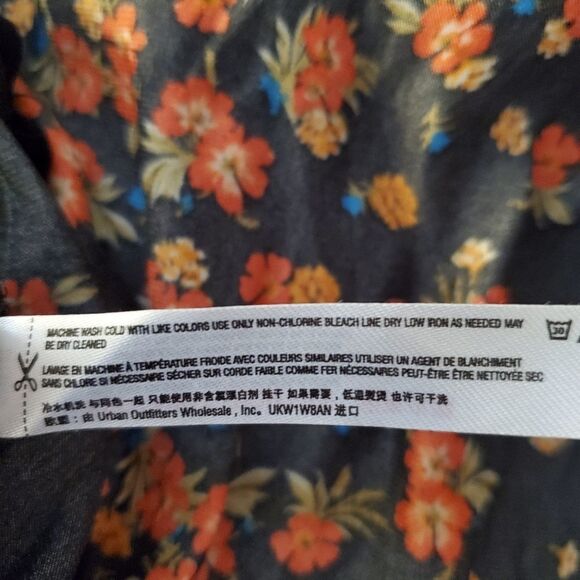 MACHINE WASH COLD WITH LIKE COLORS USE ONLY NON-CHLORINE BLEACH LINE DRY LOW IRON AS NEEDED MAY
BE DRY CLEANED
LAVAGE EN MACHINE À TEMPÉRATURE FROIDE AVEC COULEURS SIMILAIRES UTILISER UN AGENT DE BLANCHIMENT
SANS CHLORE SI NÉCESSAIRE SÉCHER SUR CORDE FAIBLE COMME FER NÉCESSAIRES PEUT-ÊTRE ÊTRE NETTOYÉE SEC
冷水机洗 与同色一起 只能使用非含氯漂白剂 挂干 如果需要, 低温熨烫 也许可干洗
欧盟: 由 Urban Outfitters Wholesale , Inc。 UKW1W8AN 进口
30